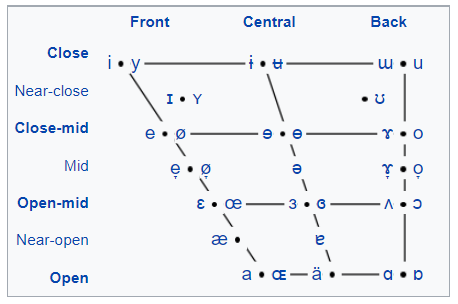 Front Central Back
Close i • y ɨ • ʉ ɯ • u
Near-close ɪ • ʏ • ʊ
Close-mid e • ø ɘ • ɵ ɤ • o
Mid e̞ • ø̞ ə ɤ̞ • o̞
Open-mid ɛ • œ ɜ • ɞ ʌ • ɔ
Near-open æ • ɐ
Open a • ɶ ä • ɑ • ɒ